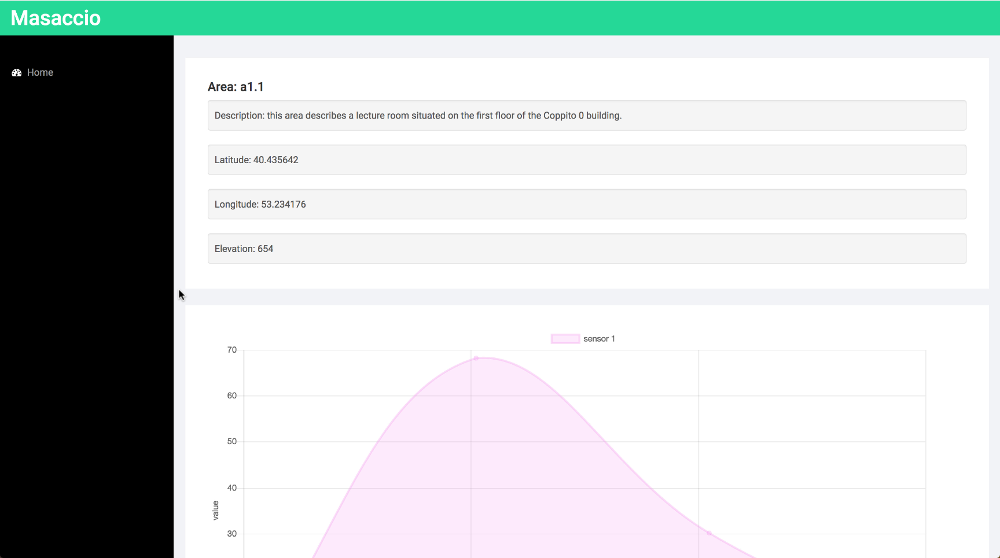 Masaccio
Home
Area: a1.1
Description: this area describes a lecture room situated on the first floor of the Coppito 0 building.
Latitude: 40.435642
Longitude: 53.234176
Elevation: 654
sensor 1
70
60
50
40
30
value